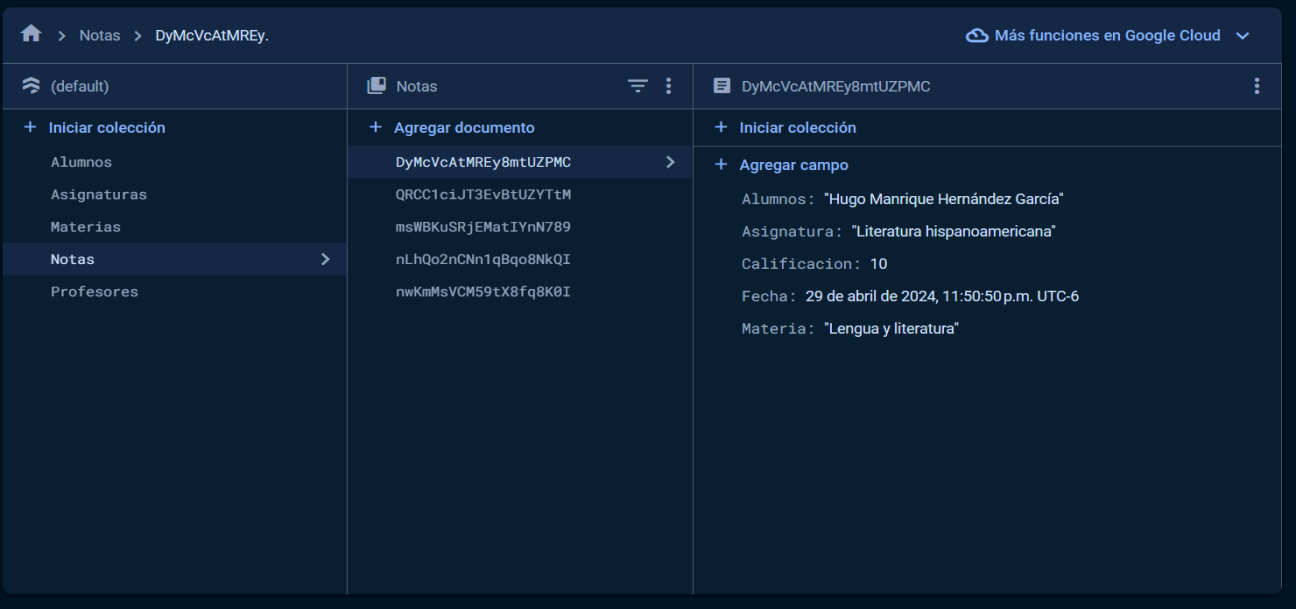 Notas DyMcVcAtMREy.
Más funciones en Google Cloud
(default)
Iniciar colección
Alumnos
Asignaturas
Materias
Notas
Profesores
Notas
Agregar documento
DyMcVcAtMREy8mtUZPMC
QRCC1ciJT3EvBtUZYTtM
msWBKuSRjEMatIYnN789
nLhQo2nCNn1qBqo8NkQI
nwKmMsVCM59tX8fq8K0I
DyMcVcAtMREy8mtUZPMC
Iniciar colección
Agregar campo
Alumnos: "Hugo Manrique Hernández García"
Asignatura: "Literatura hispanoamericana"
Calificacion: 10
Fecha: 29 de abril de 2024, 11:50:50 p.m. UTC-6
Materia: "Lengua y literatura"